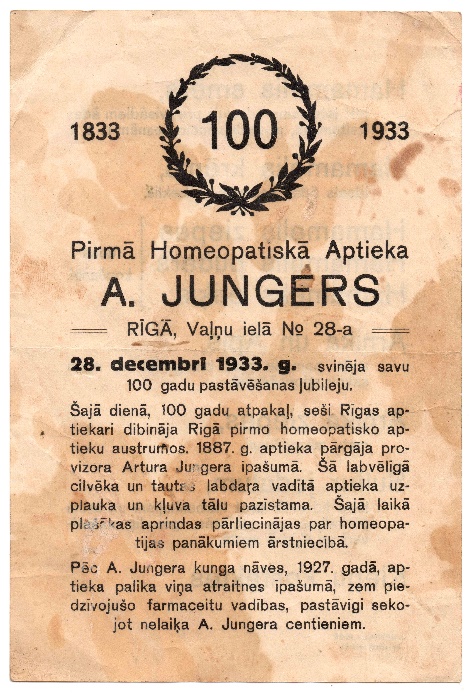 1833 100 1933
Pirmā Homeopatiskā Aptieka
A. JUNGERS
RĪGĀ, Vaļņu ielā № 28-a
28. decembrī 1933. g. svinēja savu
100 gadu pastāvēšanas jubileju.
Šajā dienā, 100 gadu atpakaļ, seši Rīgas ap-
tiekari dibināja Rīgā pirmo homeopatisko ap-
tieku austrumos. 1887. g. aptieka pārgāja pro-
vizora Artura Jungera īpašumā. Šā labvēlīgā
cilvēka un tautas labdaŗa vadītā aptieka uz-
plauka un kļuva tālu pazīstama. Šajā laikā
plašākas aprindas pārliecinājas par homeopa-
tijas panākumiem ārstniecībā.
Pēc A. Jungera kunga nāves, 1927. gadā, ap-
tieka palika viņa atraitnes īpašumā, zem pie-
dzīvojušo farmaceitu vadības, pastāvīgi seko-
jot nelaiķa A. Jungera centieniem.